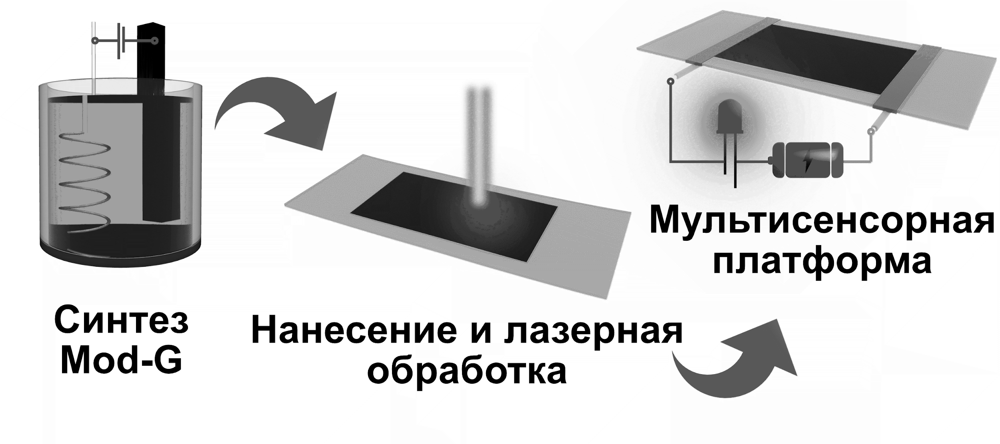 Синтез
Mod-G
Нанесение и лазерная
обработка
Мультисенсорная
платформа